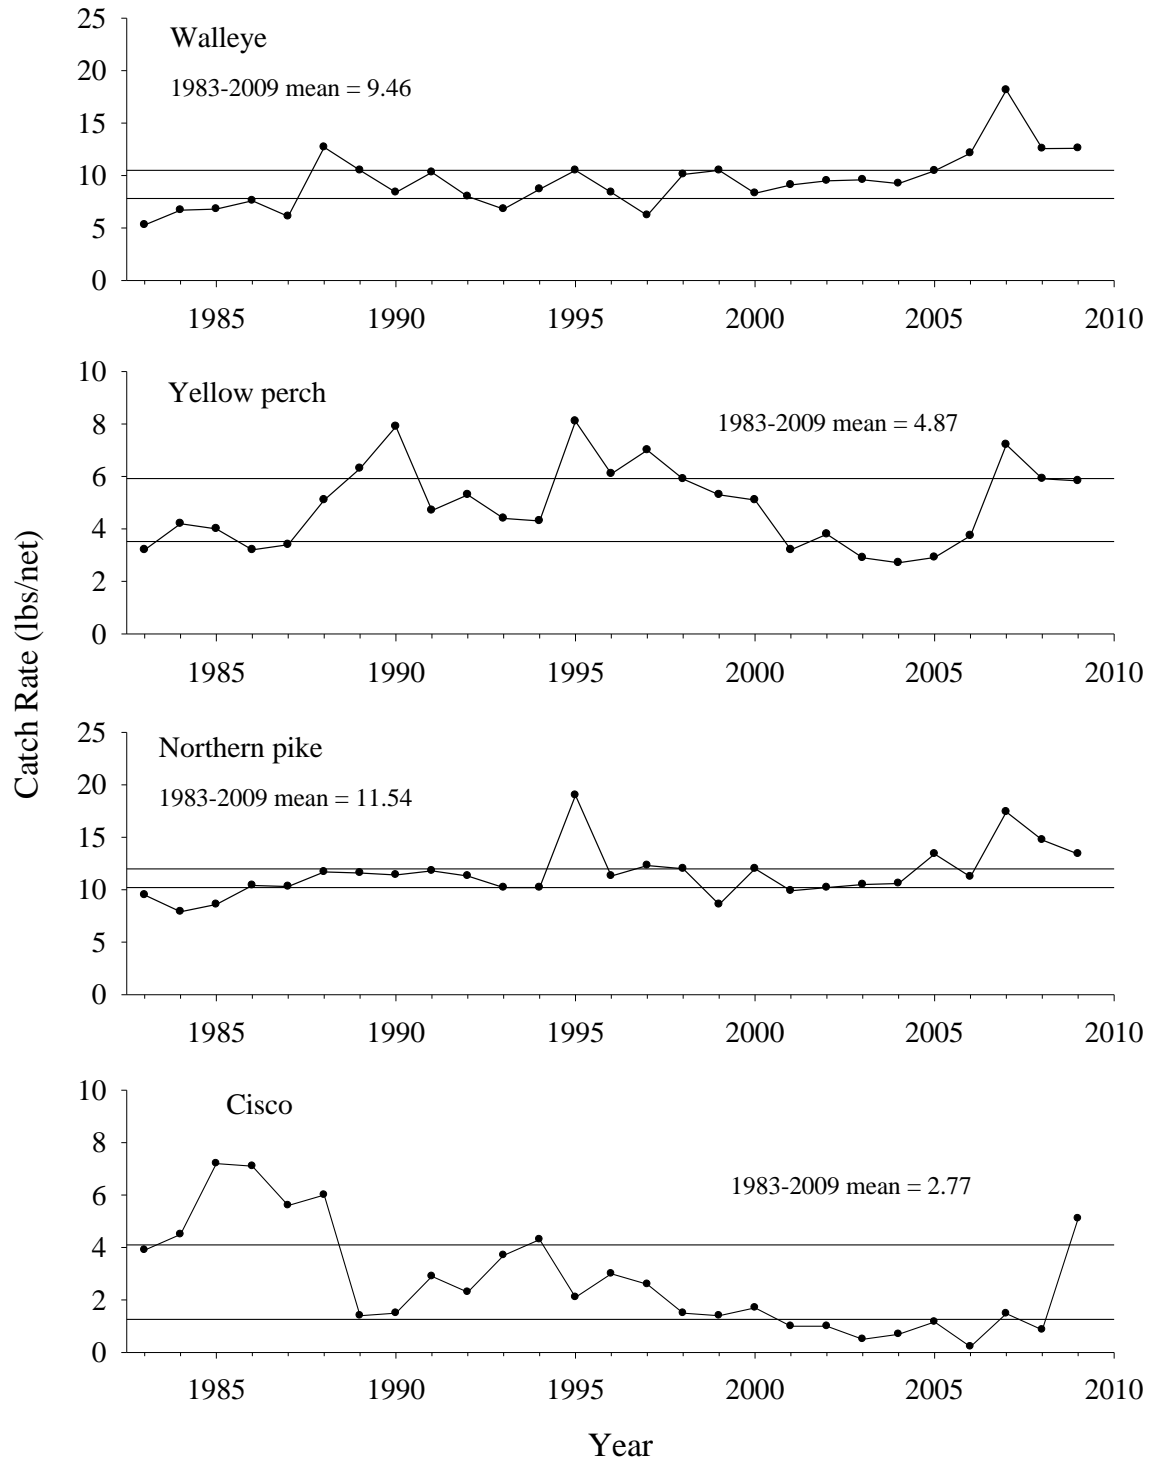 25
Walleye
20
1983-2009 mean = 9.46
15
10
5
0
1985 1990 1995 2000 2005 2010
10
Yellow perch
8
1983-2009 mean = 4.87
6
4
2
0
1985 1990 1995 2000 2005 2010
Catch Rate (lbs/net)
25
Northern pike
20
1983-2009 mean = 11.54
15
10
5
0
1985 1990 1995 2000 2005 2010
10
Cisco
8
6
1983-2009 mean = 2.77
4
2
0
1985 1990 1995 2000 2005 2010
Year